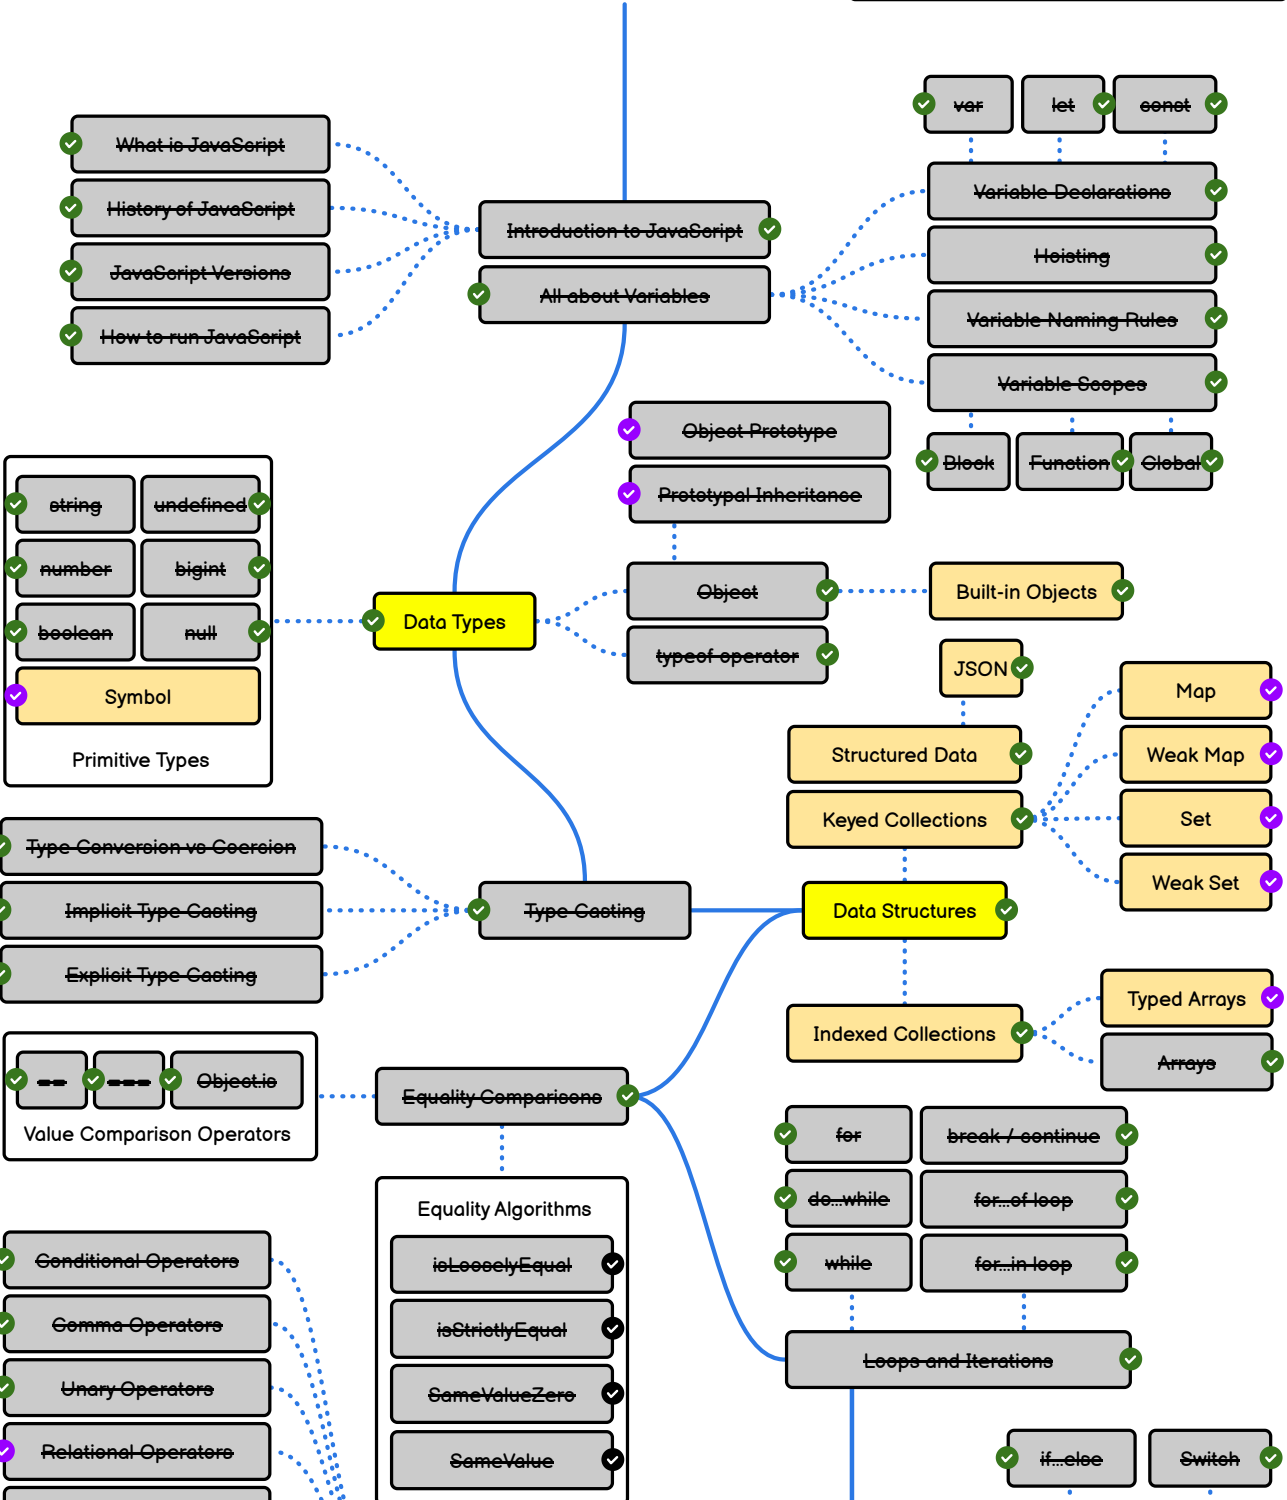 var
let
const
What is JavaScript
Variable Declarations
History of JavaScript
Introduction to JavaScript
Hoisting
JavaScript Versions
All about Variables
Variable Naming Rules
How to run JavaScript
Variable Scopes
Object Prototype
Block
Function
Global
Prototypal Inheritance
string
undefined
number
bigint
Object
Built-in Objects
boolean
null
Data Types
typeof operator
JSON
Symbol
Map
Primitive Types
Structured Data
Weak Map
Keyed Collections
Set
Type Conversion vs Coersion
Weak Set
Implicit Type Casting
Type Casting
Data Structures
Explicit Type Casting
Typed Arrays
Indexed Collections
Arrays
==
===
Object.is
Equality Comparisons
Value Comparison Operators
for
break / continue
do...while
for...of loop
Equality Algorithms
while
for...in loop
Conditional Operators
isLooselyEqual
Comma Operators
isStrictlyEqual
Loops and Iterations
Unary Operators
SameValueZero
Relational Operators
SameValue
if...else
Switch